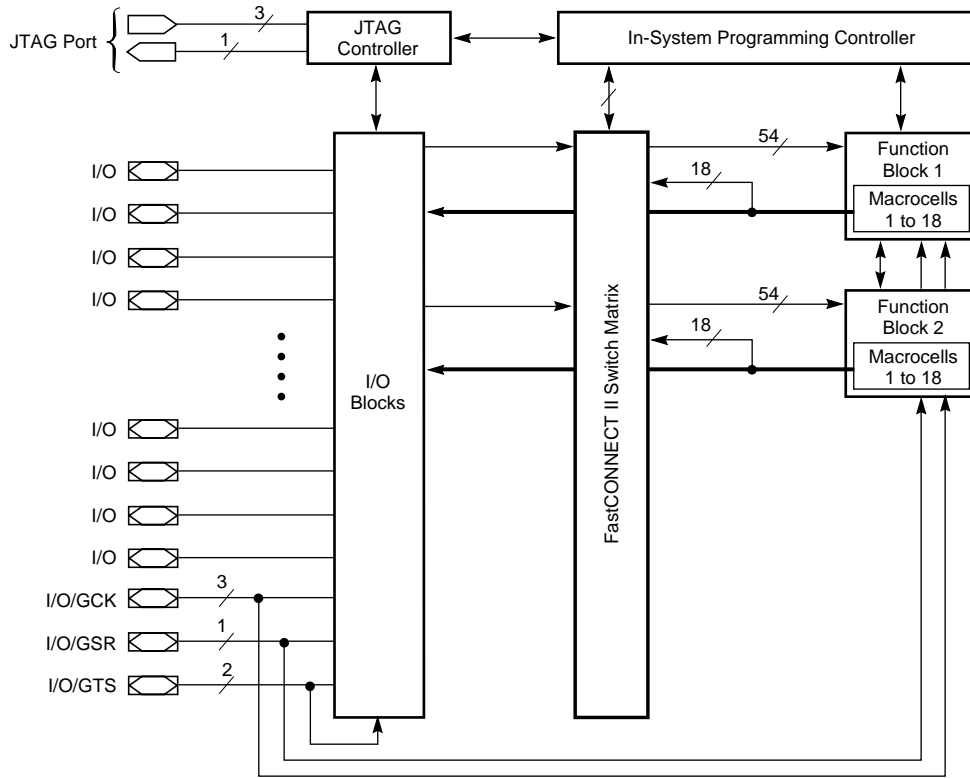 JTAG Port
3
1
JTAG
Controller
In-System Programming Controller
I/O
I/O
I/O
I/O
I/O
I/O
I/O
I/O
I/O/GCK
3
I/O/GSR
1
I/O/GTS
2
I/O
Blocks
FastCONNECT II Switch Matrix
54
18
Function
Block 1
Macrocells
1 to 18
54
18
Function
Block 2
Macrocells
1 to 18